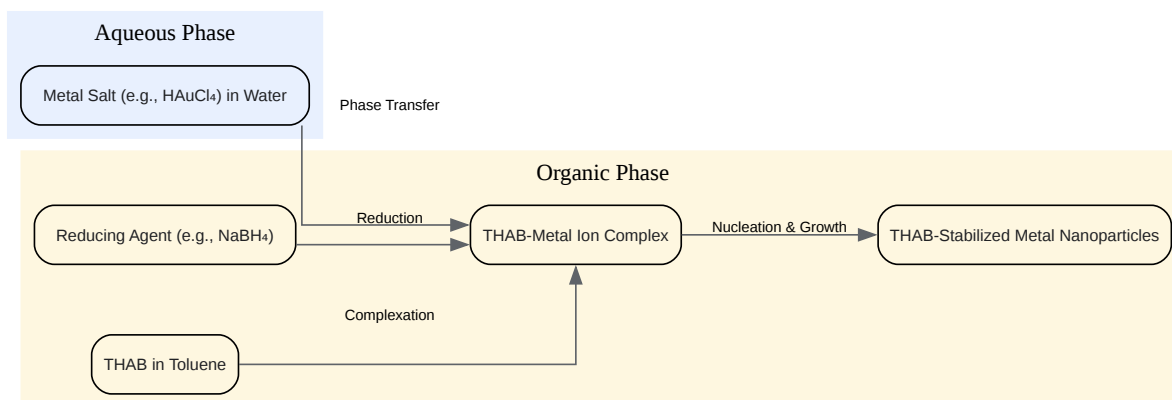 Aqueous Phase
Metal Salt (e.g., HAuCl₄) in Water
Phase Transfer
Organic Phase
Reducing Agent (e.g., NaBH₄)
Reduction
THAB-Metal Ion Complex
Nucleation & Growth
THAB-Stabilized Metal Nanoparticles
Complexation
THAB in Toluene